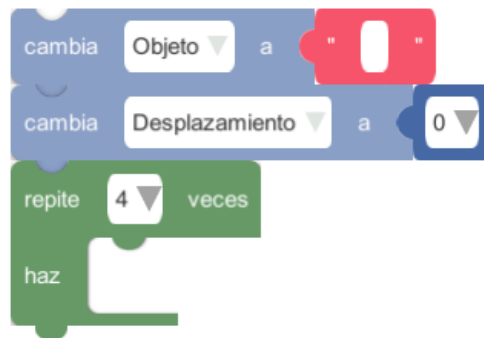 cambia Objeto a " "
cambia Desplazamiento a 0
repite 4 veces
haz